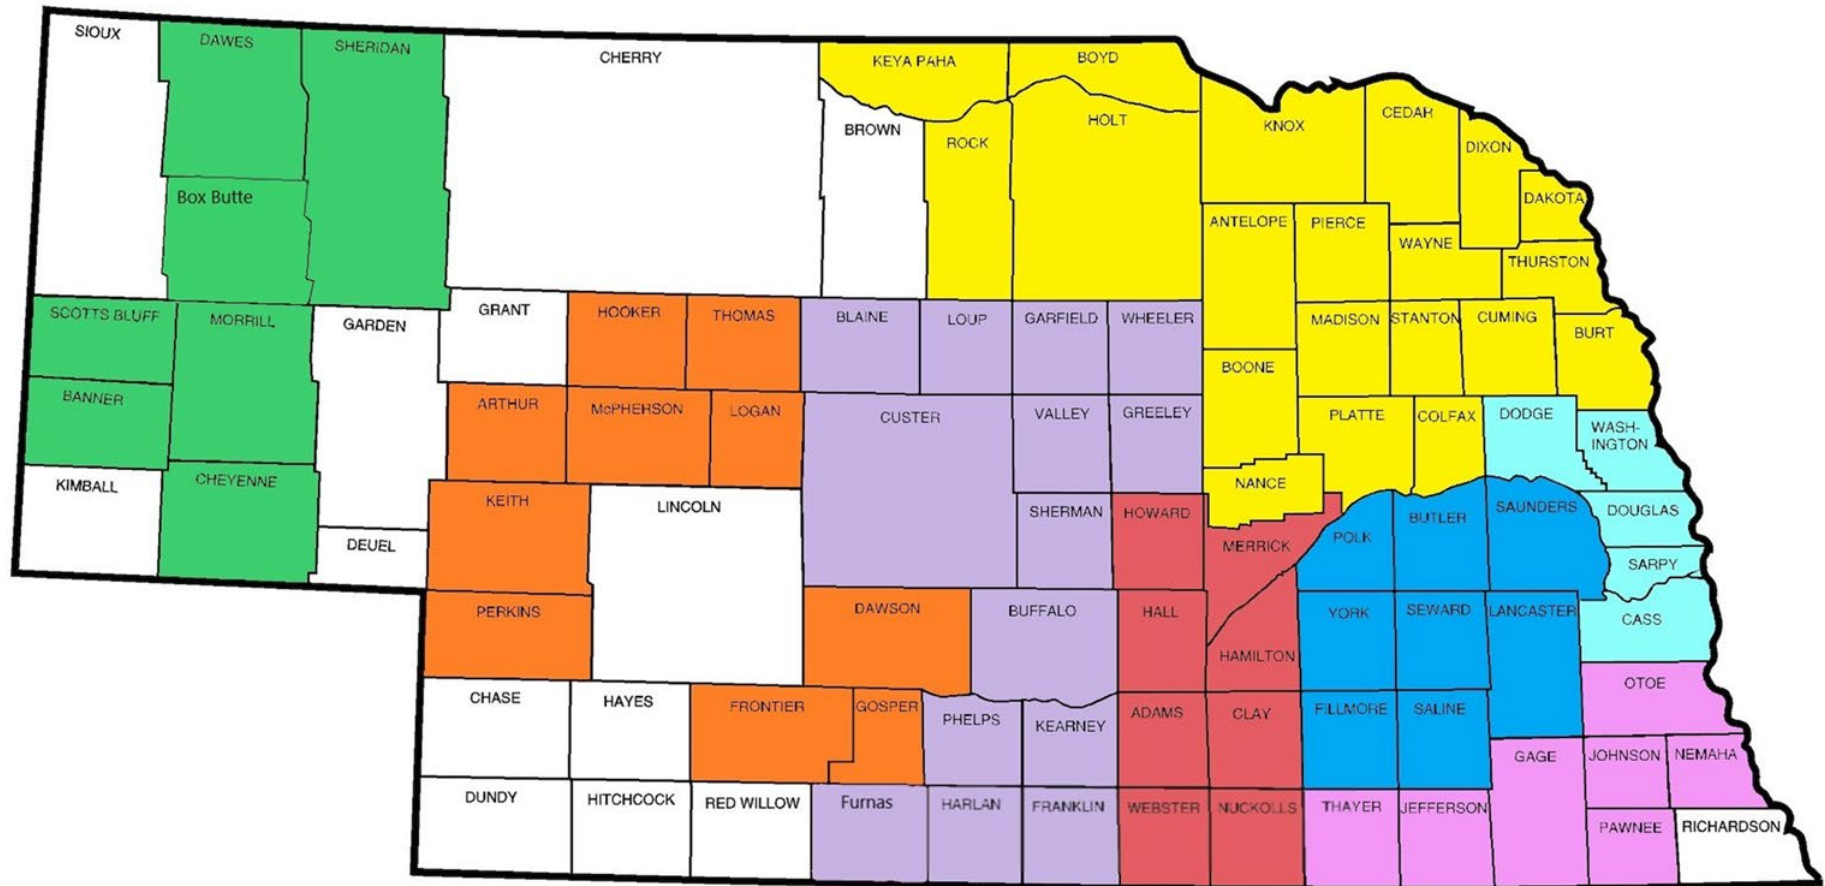 SIOUX
DAWES
SHERIDAN
CHERRY
KEYA PAHA
BOYD
BROWN
ROCK
HOLT
KNOX
CEDAR
DIXON
DAKOTA
Box Butte
ANTELOPE
PIERCE
WAYNE
THURSTON
SCOTTS BLUFF
MORRILL
GARDEN
GRANT
HOOKER
THOMAS
BLAINE
LOUP
GARFIELD
WHEELER
MADISON
STANTON
CUMING
BURT
BANNER
ARTHUR
McPHERSON
LOGAN
CUSTER
VALLEY
GREELEY
BOONE
PLATTE
COLFAX
DODGE
WASH-
INGTON
KIMBALL
CHEYENNE
DEUEL
KEITH
LINCOLN
SHERMAN
HOWARD
NANCE
MERRICK
POLK
BUTLER
SAUNDERS
DOUGLAS
SARPY
PERKINS
DAWSON
BUFFALO
HALL
HAMILTON
YORK
SEWARD
LANCASTER
CASS
CHASE
HAYES
FRONTIER
GOSPER
PHELPS
KEARNEY
ADAMS
CLAY
FILLMORE
SALINE
OTOE
DUNDY
HITCHCOCK
RED WILLOW
Furnas
HARLAN
FRANKLIN
WEBSTER
NUCKOLLS
THAYER
JEFFERSON
GAGE
JOHNSON
NEMAHA
PAWNEE
RICHARDSON